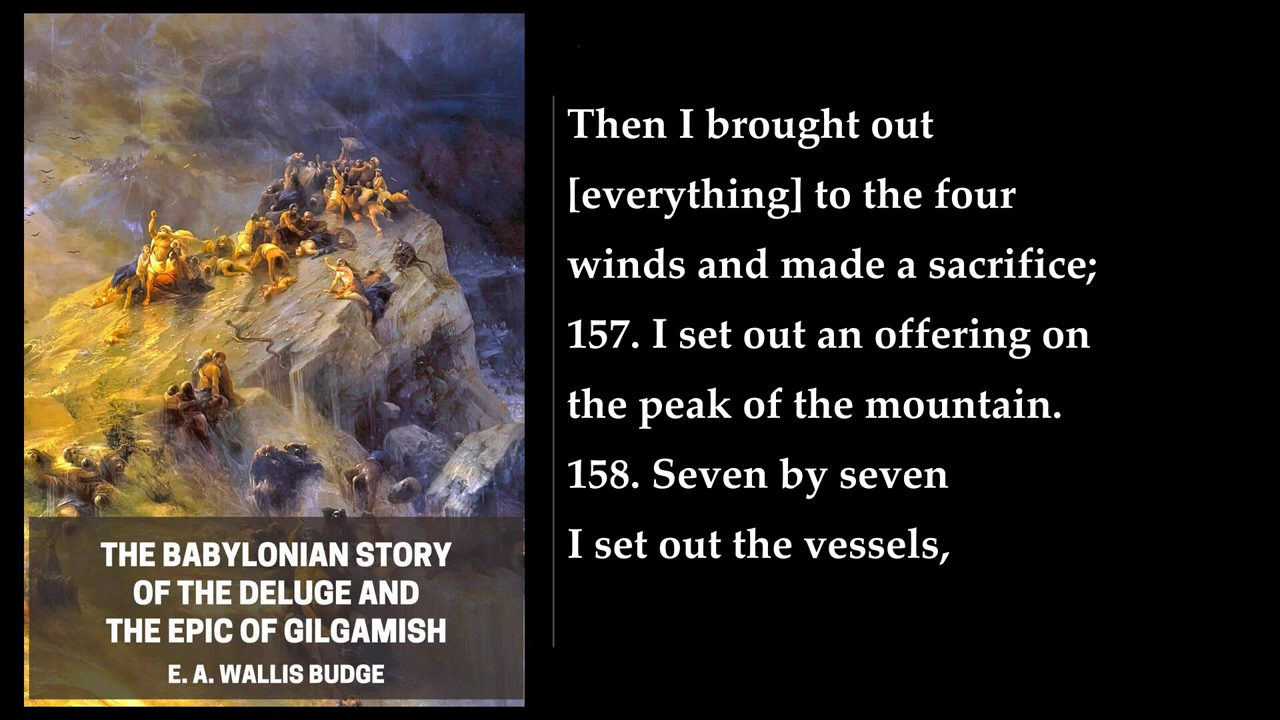 THE BABYLONIAN STORY
OF THE DELUGE AND
THE EPIC OF GILGAMISH
E. A. WALLIS BUDGE
Then I brought out
[everything] to the four
winds and made a sacrifice;
157. I set out an offering on
the peak of the mountain.
158. Seven by seven
I set out the vessels,